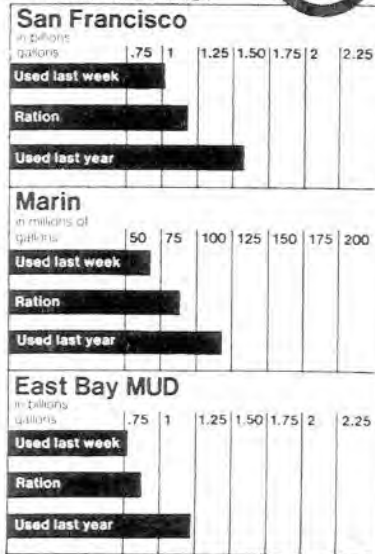 San Francisco
in billions
gallons .75 1 1.25 1.50 1.75 2 2.25
Used last week
Ration
Used last year
Marin
in millions of
gallons 50 75 100 125 150 175 200
Used last week
Ration
Used last year
East Bay MUD
in billions
gallons .75 1 1.25 1.50 1.75 2 2.25
Used last week
Ration
Used last year